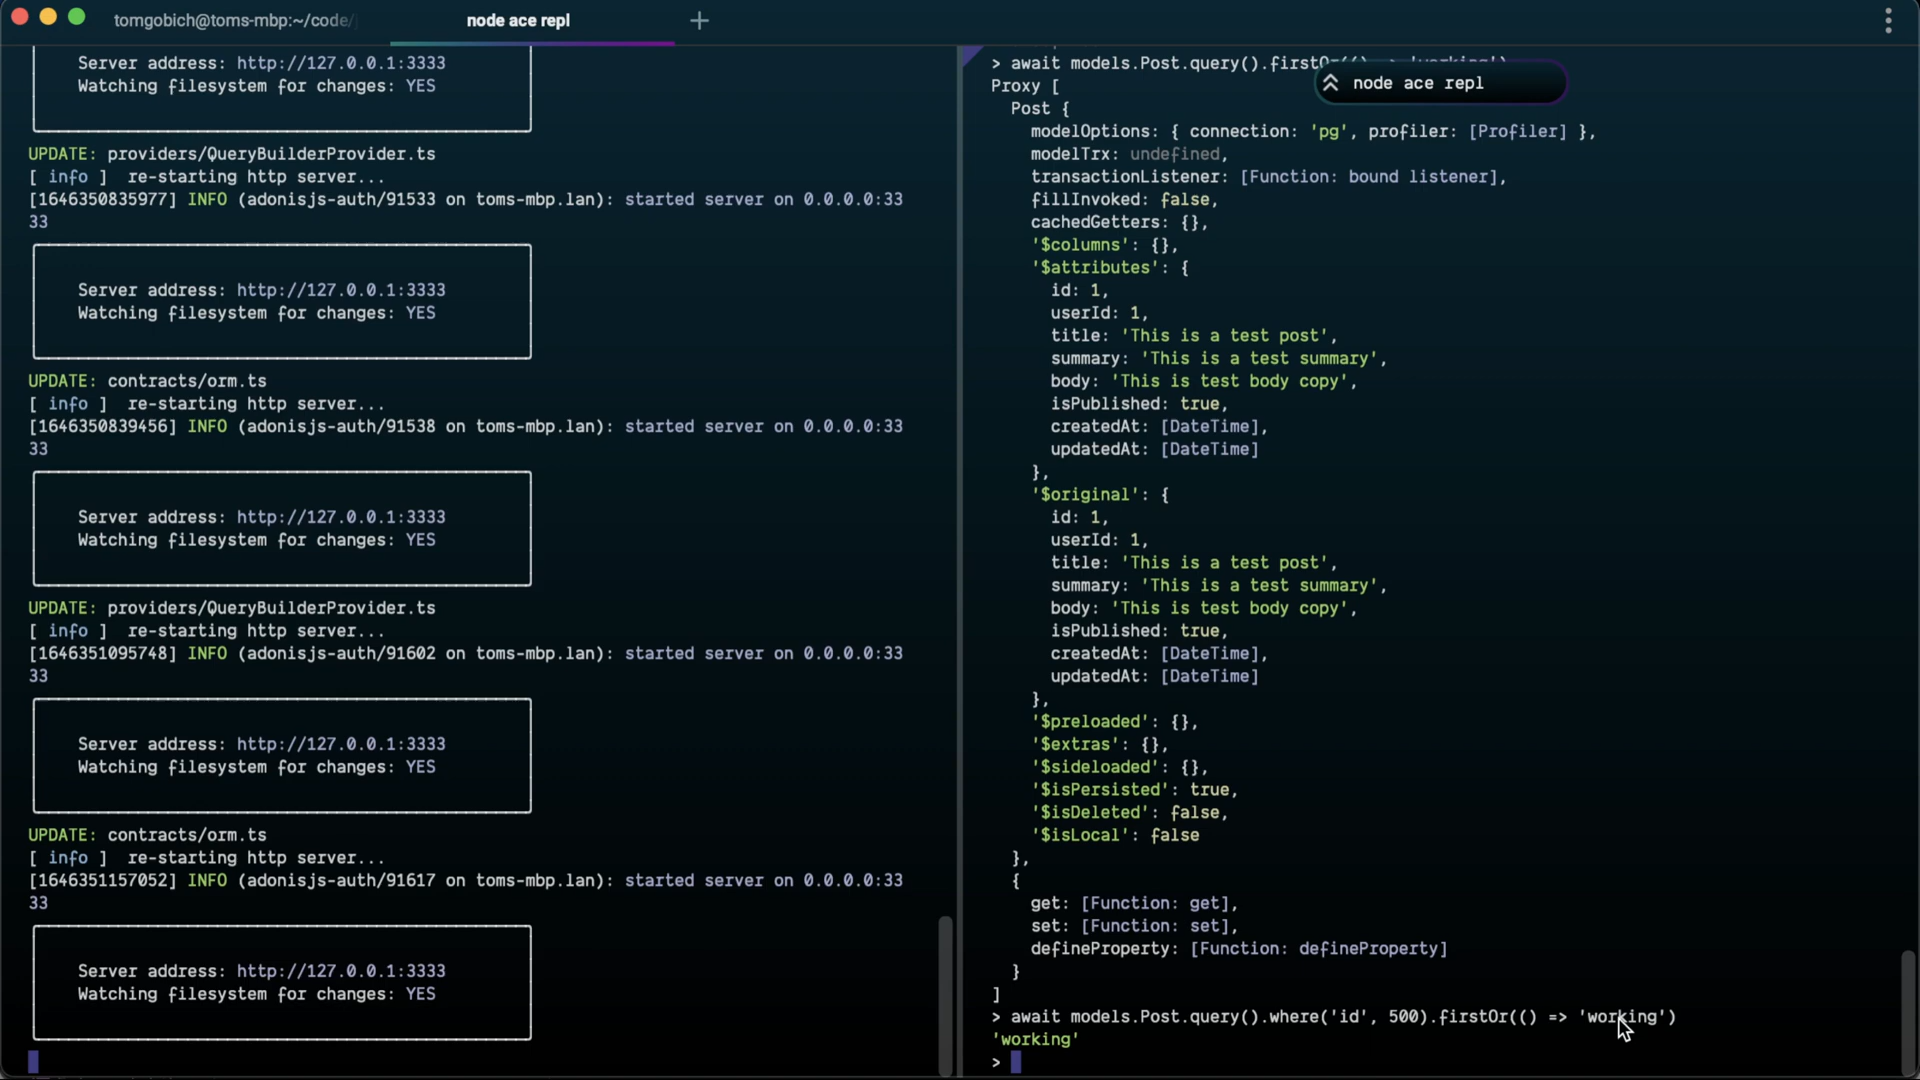 tomgobich@toms-mbp:~/code/
node ace repl
Server address: http://127.0.0.1:3333
Watching filesystem for changes: YES
UPDATE: providers/QueryBuilderProvider.ts
[ info ]  re-starting http server...
[1646350835977] INFO (adonisjs-auth/91533 on toms-mbp.lan): started server on 0.0.0.0:33
33
Server address: http://127.0.0.1:3333
Watching filesystem for changes: YES
UPDATE: contracts/orm.ts
[ info ]  re-starting http server...
[1646350839456] INFO (adonisjs-auth/91538 on toms-mbp.lan): started server on 0.0.0.0:33
33
Server address: http://127.0.0.1:3333
Watching filesystem for changes: YES
UPDATE: providers/QueryBuilderProvider.ts
[ info ]  re-starting http server...
[1646351095748] INFO (adonisjs-auth/91602 on toms-mbp.lan): started server on 0.0.0.0:33
33
Server address: http://127.0.0.1:3333
Watching filesystem for changes: YES
UPDATE: contracts/orm.ts
[ info ]  re-starting http server...
[1646351157052] INFO (adonisjs-auth/91617 on toms-mbp.lan): started server on 0.0.0.0:33
33
Server address: http://127.0.0.1:3333
Watching filesystem for changes: YES
> await models.Post.query().firstOr(() => 'working')
node ace repl
Proxy [
Post {
modelOptions: { connection: 'pg', profiler: [Profiler] },
modelTrx: undefined,
transactionListener: [Function: bound listener],
fillInvoked: false,
cachedGetters: {},
'$columns': {},
'$attributes': {
id: 1,
userId: 1,
title: 'This is a test post',
summary: 'This is a test summary',
body: 'This is test body copy',
isPublished: true,
createdAt: [DateTime],
updatedAt: [DateTime]
},
'$original': {
id: 1,
userId: 1,
title: 'This is a test post',
summary: 'This is a test summary',
body: 'This is test body copy',
isPublished: true,
createdAt: [DateTime],
updatedAt: [DateTime]
},
'$preloaded': {},
'$extras': {},
'$sideloaded': {},
'$isPersisted': true,
'$isDeleted': false,
'$isLocal': false
},
{
get: [Function: get],
set: [Function: set],
defineProperty: [Function: defineProperty]
}
]
> await models.Post.query().where('id', 500).firstOr(() => 'working')
'working'
>